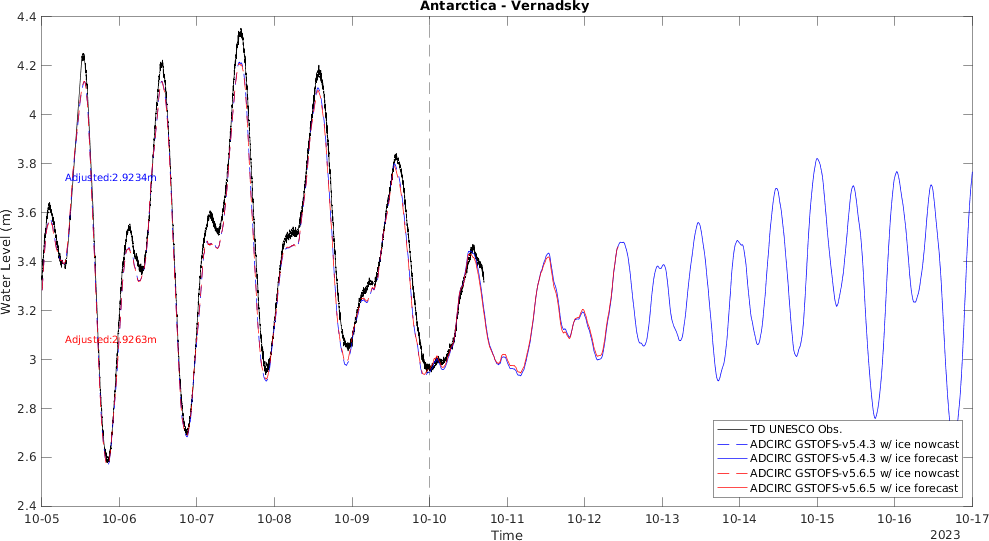 Antarctica - Vernadsky
4.4
4.2
4
3.8
3.6
3.4
3.2
3
2.8
2.6
2.4
Water Level (m)
Adjusted:2.9234m
Adjusted:2.9263m
TD UNESCO Obs.
ADCIRC GSTOFS-v5.4.3 w/ ice nowcast
ADCIRC GSTOFS-v5.4.3 w/ ice forecast
ADCIRC GSTOFS-v5.6.5 w/ ice nowcast
ADCIRC GSTOFS-v5.6.5 w/ ice forecast
10-05 10-06 10-07 10-08 10-09 10-10 10-11 10-12 10-13 10-14 10-15 10-16 10-17
Time
2023